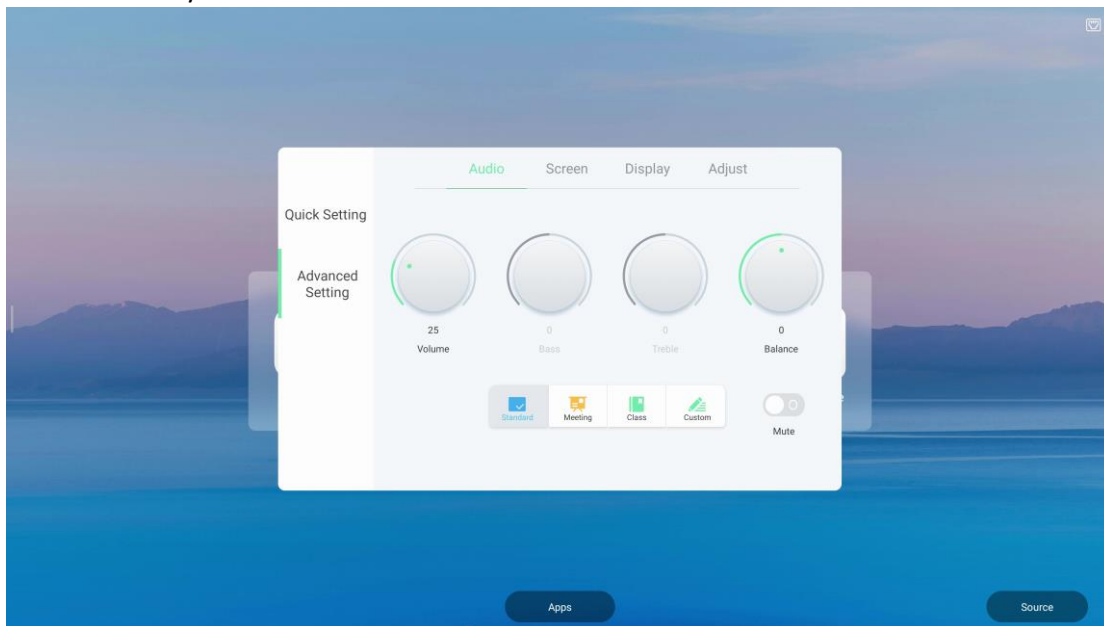 Audio Screen Display Adjust
Quick Setting
Advanced
Setting
25 0 0 0
Volume Bass Treble Balance
Standard Meeting Class Custom
Mute
Apps Source